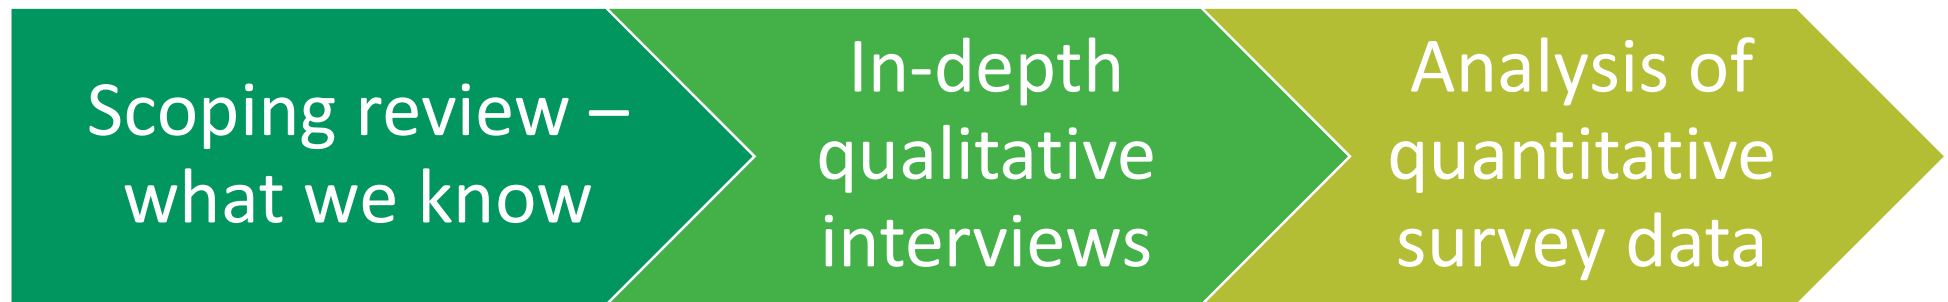 Scoping review –
what we know
In-depth
qualitative
interviews
Analysis of
quantitative
survey data